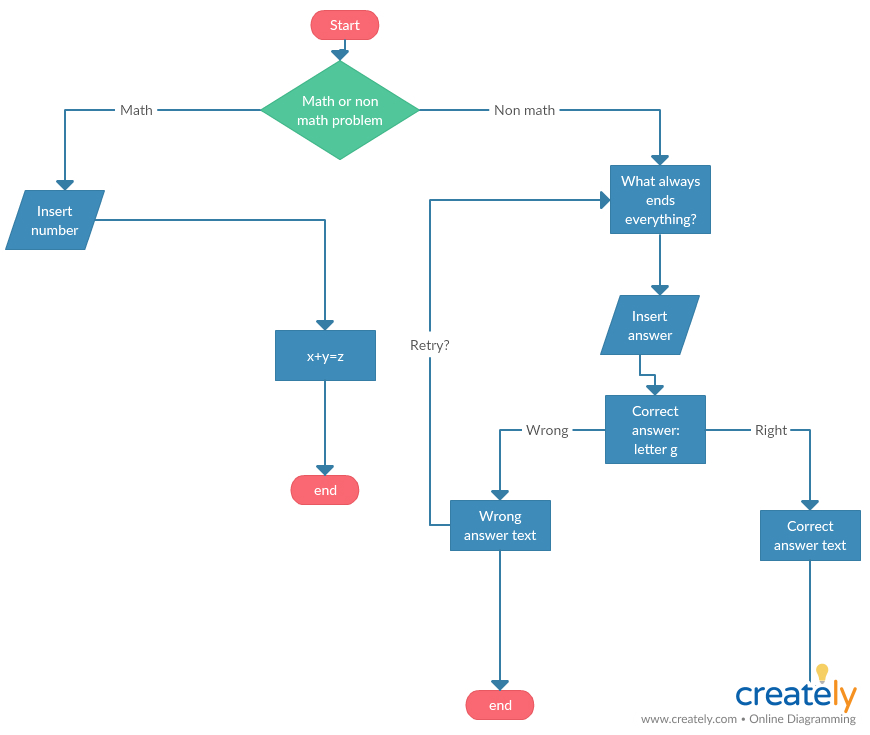 Start
Math or non
math problem
Math
Non math
What always
ends
everything?
Insert
number
Insert
answer
Retry?
x+y=z
Correct
answer:
letter g
Wrong
Right
end
Wrong
answer text
Correct
answer text
end
creately
www.creately.com • Online Diagramming